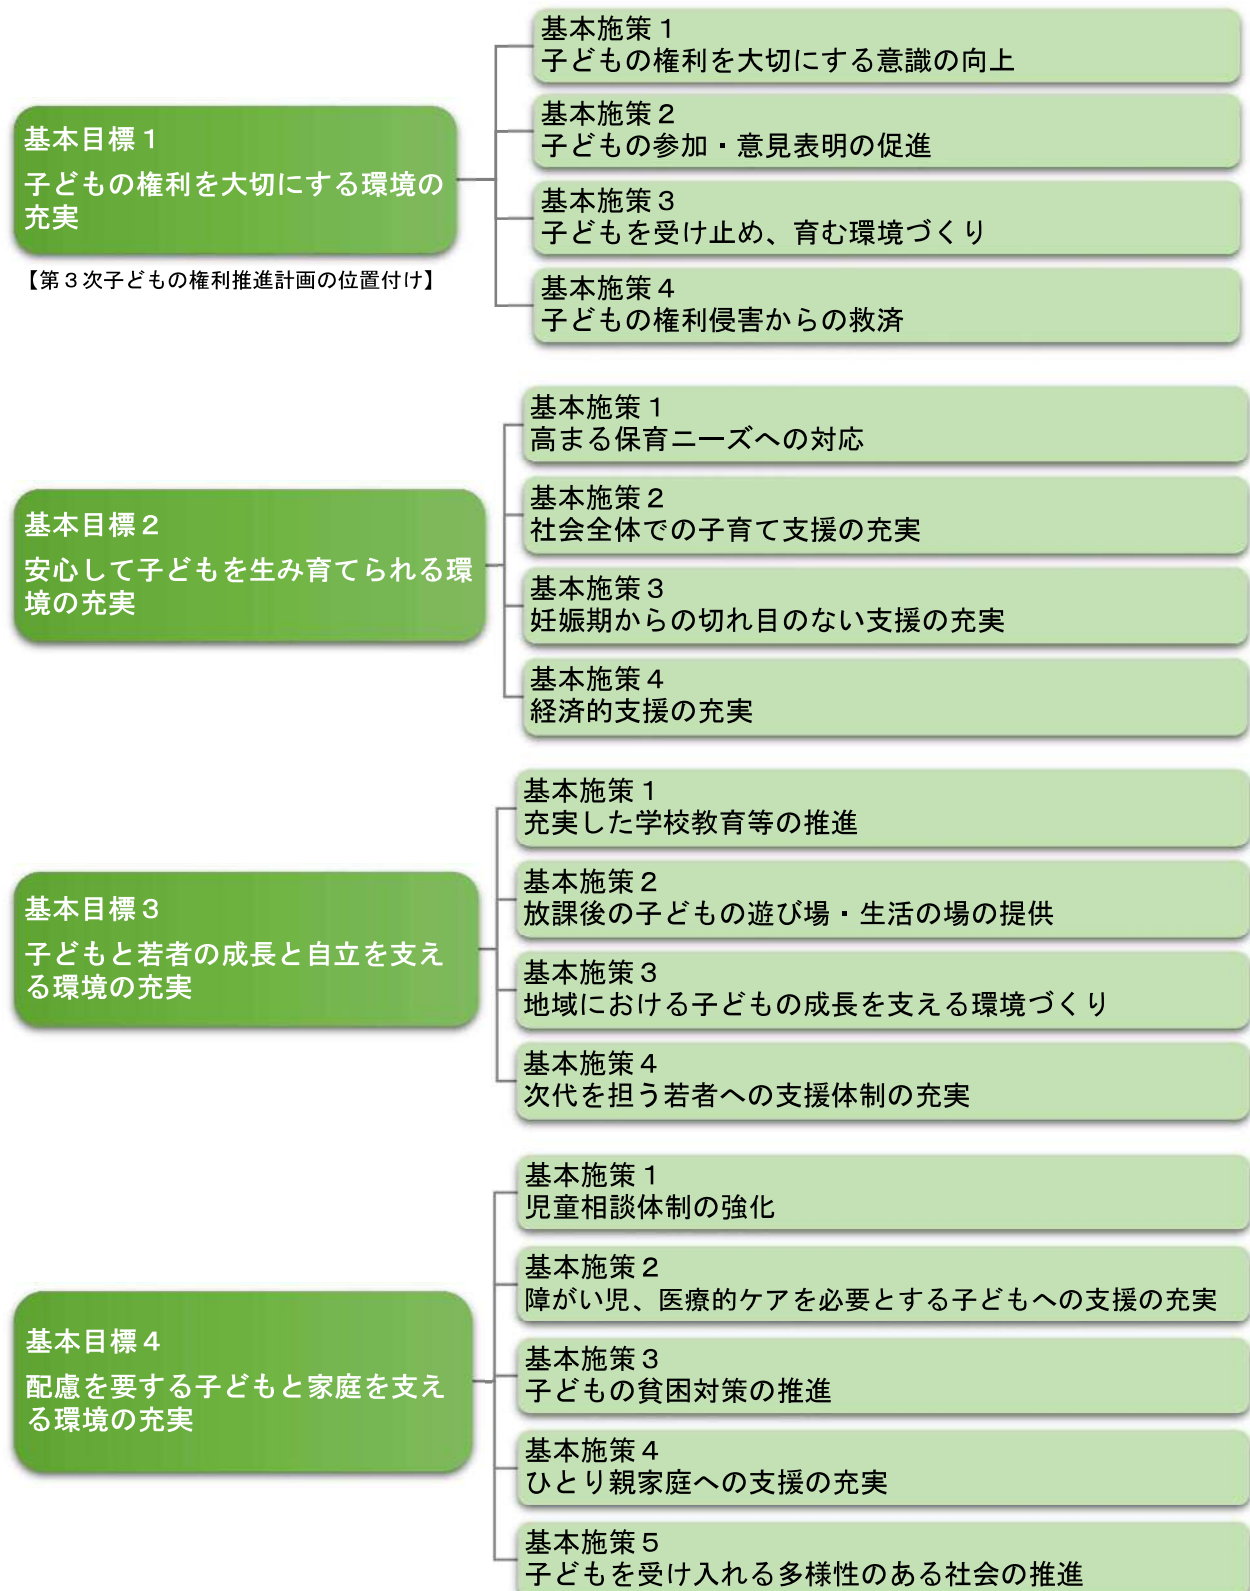 基本目標１
子どもの権利を大切にする環境の
充実
【第３次子どもの権利推進計画の位置付け】
基本施策１
子どもの権利を大切にする意識の向上
基本施策２
子どもの参加・意見表明の促進
基本施策３
子どもを受け止め、育む環境づくり
基本施策４
子どもの権利侵害からの救済
基本目標２
安心して子どもを生み育てられる環
境の充実
基本施策１
高まる保育ニーズへの対応
基本施策２
社会全体での子育て支援の充実
基本施策３
妊娠期からの切れ目のない支援の充実
基本施策４
経済的支援の充実
基本目標３
子どもと若者の成長と自立を支え
る環境の充実
基本施策１
充実した学校教育等の推進
基本施策２
放課後の子どもの遊び場・生活の場の提供
基本施策３
地域における子どもの成長を支える環境づくり
基本施策４
次代を担う若者への支援体制の充実
基本目標４
配慮を要する子どもと家庭を支え
る環境の充実
基本施策１
児童相談体制の強化
基本施策２
障がい児、医療的ケアを必要とする子どもへの支援の充実
基本施策３
子どもの貧困対策の推進
基本施策４
ひとり親家庭への支援の充実
基本施策５
子どもを受け入れる多様性のある社会の推進